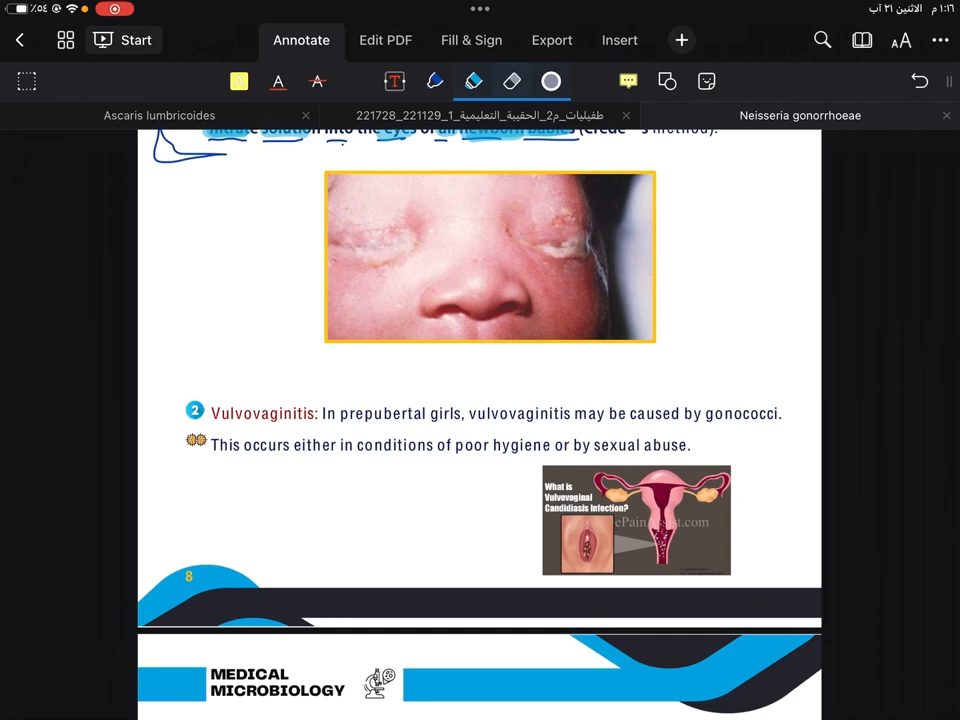 ٪٥٤
١:١٦ م الاثنين ٢١ آب
Start
Annotate
Edit PDF
Fill & Sign
Export
Insert
Ascaris lumbricoides
طفيليات_م2_الحقيبة_التعليمية_1_221129_221728
Neisseria gonorrhoeae
nitrate solution into the eyes of all newborn babies (Crede s method).
2 Vulvovaginitis: In prepubertal girls, vulvovaginitis may be caused by gonococci.
This occurs either in conditions of poor hygiene or by sexual abuse.
What is
Vulvovaginal
Candidiasis Infection?
ePainAssist.com
8
MEDICAL
MICROBIOLOGY